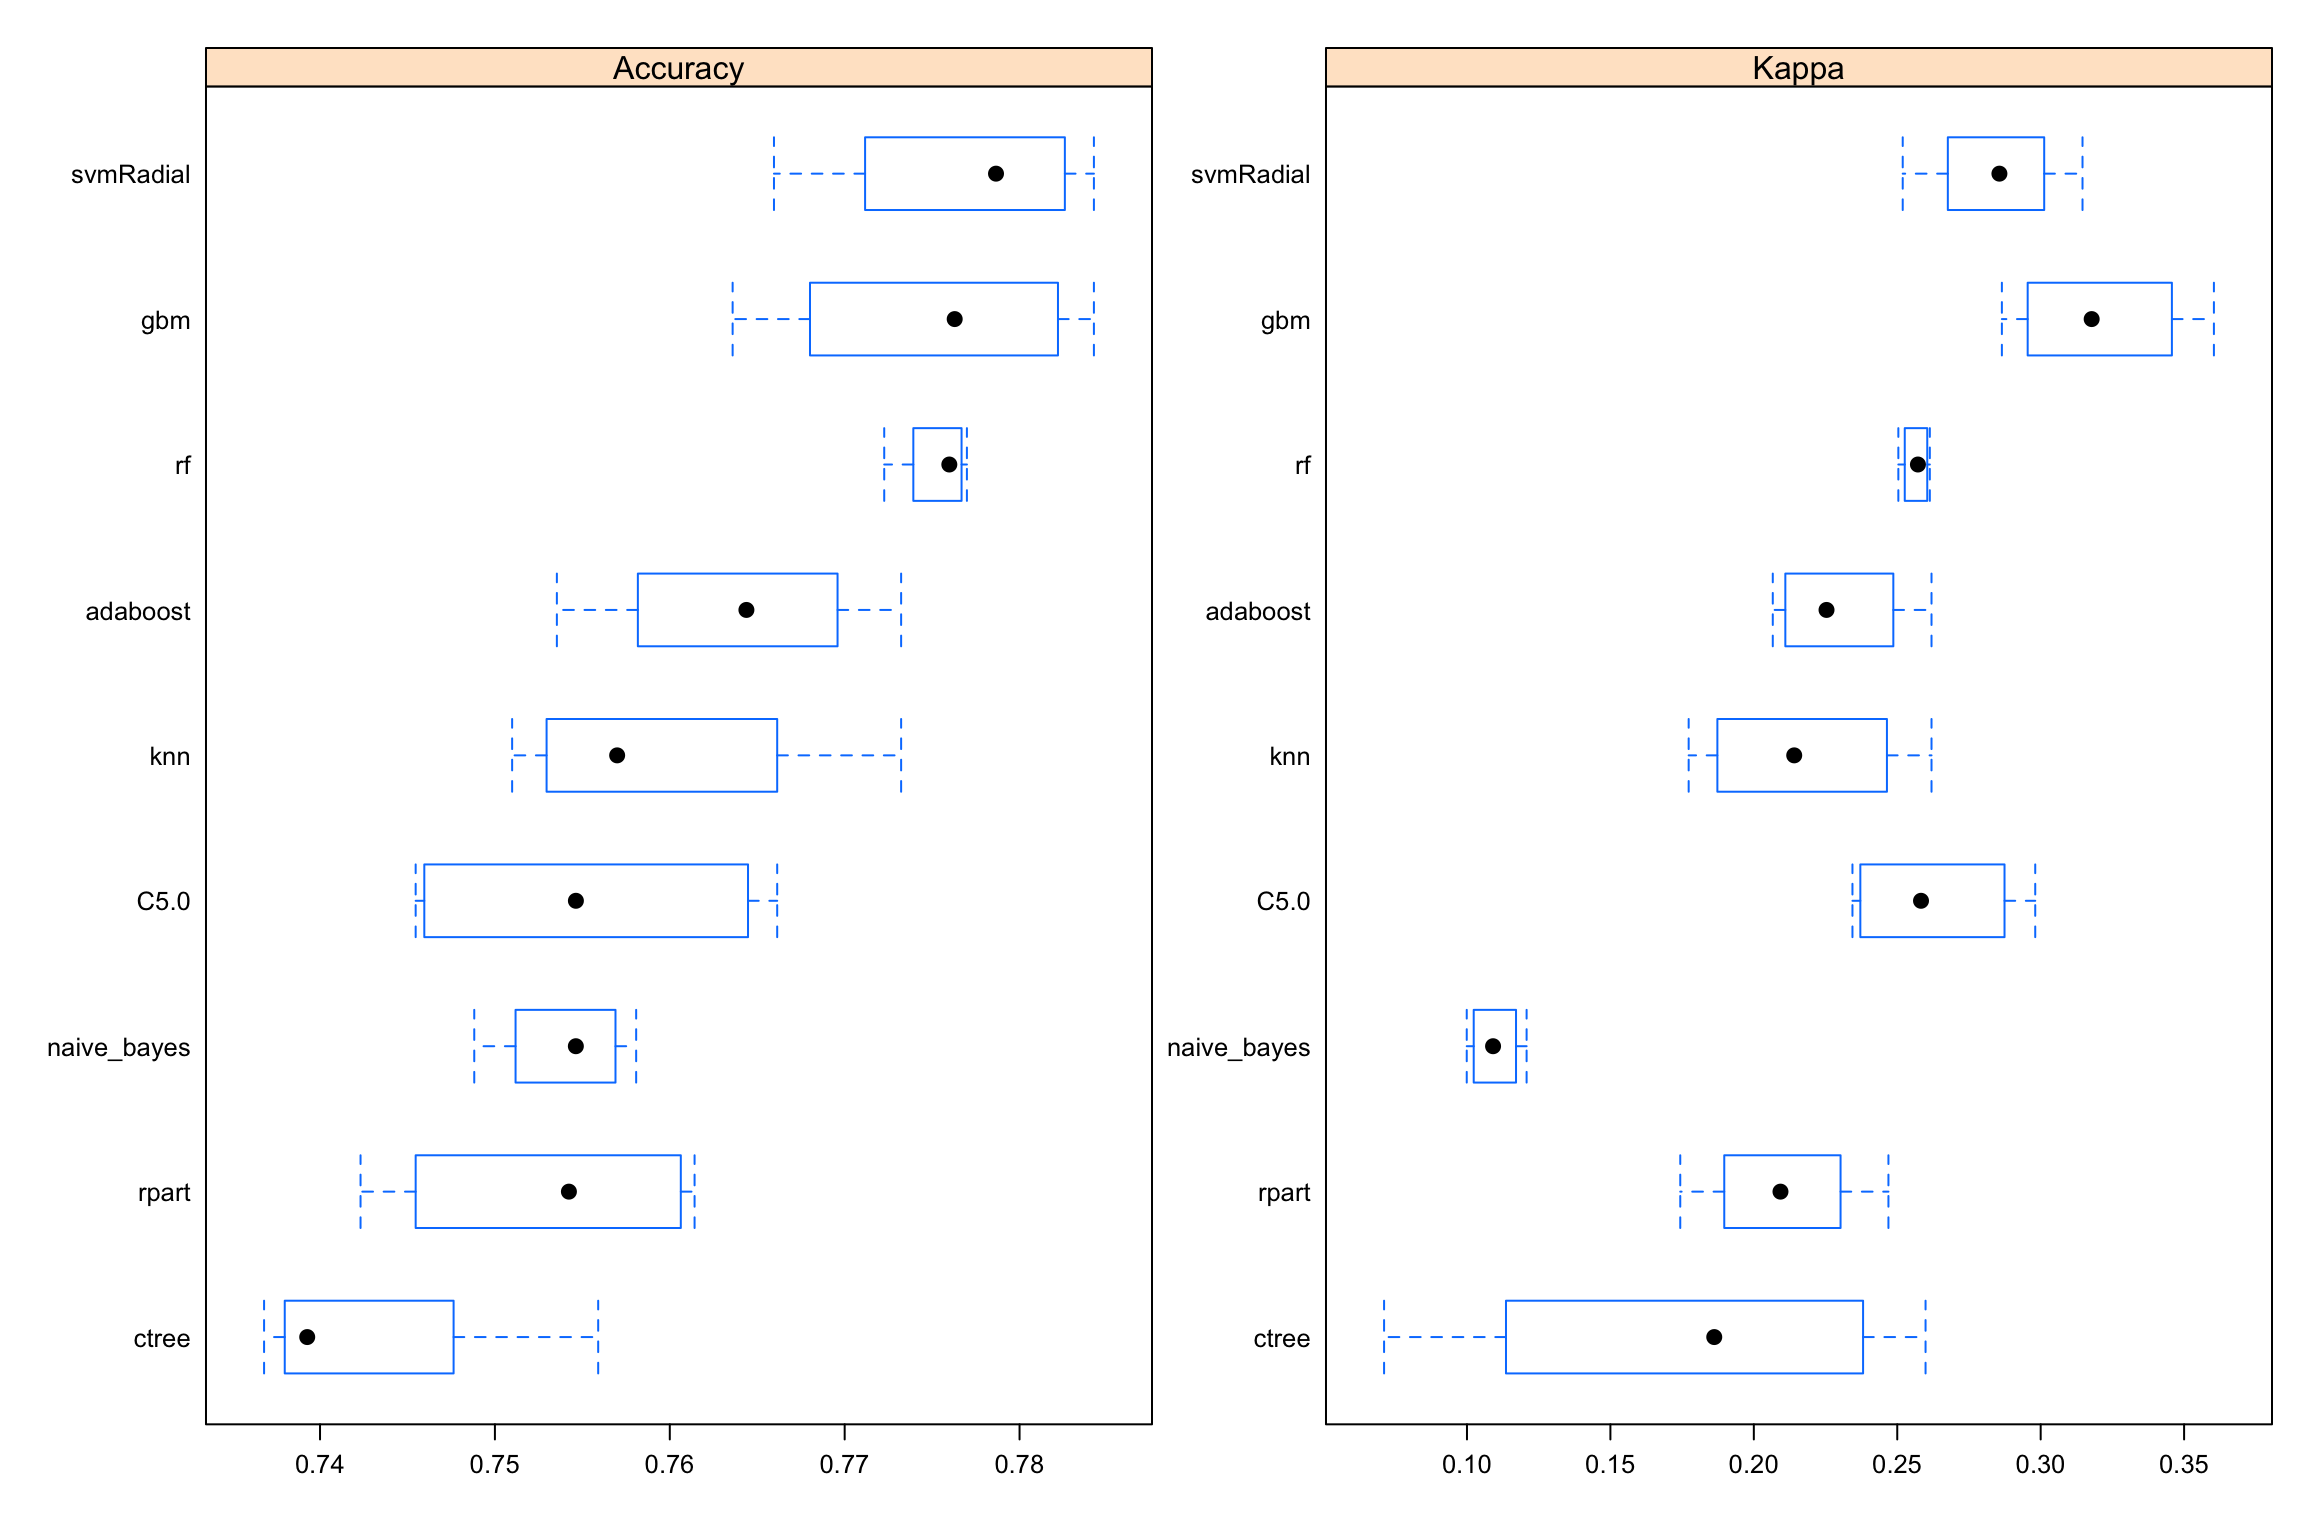 Accuracy
svmRadial
gbm
rf
adaboost
knn
C5.0
naive_bayes
rpart
ctree
0.74 0.75 0.76 0.77 0.78
Kappa
svmRadial
gbm
rf
adaboost
knn
C5.0
naive_bayes
rpart
ctree
0.10 0.15 0.20 0.25 0.30 0.35